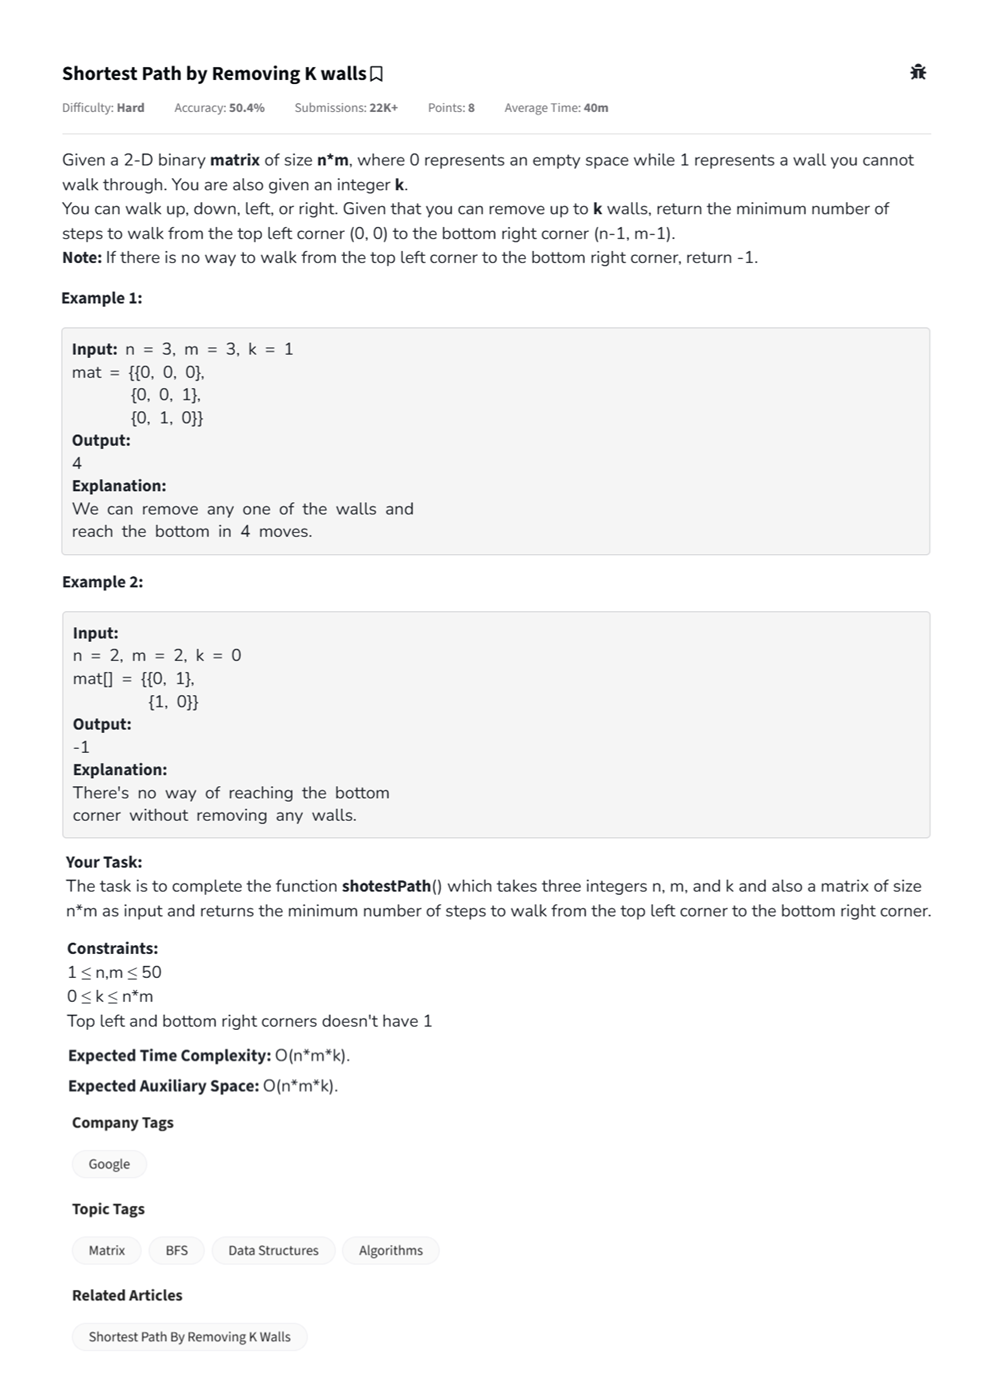 Shortest Path by Removing K walls
Difficulty: Hard Accuracy: 50.4% Submissions: 22K+ Points: 8 Average Time: 40m
Given a 2-D binary matrix of size n*m, where 0 represents an empty space while 1 represents a wall you cannot
walk through. You are also given an integer k.
You can walk up, down, left, or right. Given that you can remove up to k walls, return the minimum number of
steps to walk from the top left corner (0, 0) to the bottom right corner (n-1, m-1).
Note: If there is no way to walk from the top left corner to the bottom right corner, return -1.
Example 1:
Input: n = 3, m = 3, k = 1
mat = {{0, 0, 0},
{0, 0, 1},
{0, 1, 0}}
Output:
4
Explanation:
We can remove any one of the walls and
reach the bottom in 4 moves.
Example 2:
Input:
n = 2, m = 2, k = 0
mat[] = {{0, 1},
{1, 0}}
Output:
-1
Explanation:
There's no way of reaching the bottom
corner without removing any walls.
Your Task:
The task is to complete the function shotestPath() which takes three integers n, m, and k and also a matrix of size
n*m as input and returns the minimum number of steps to walk from the top left corner to the bottom right corner.
Constraints:
1 ≤ n,m ≤ 50
0 ≤ k ≤ n*m
Top left and bottom right corners doesn't have 1
Expected Time Complexity: O(n*m*k).
Expected Auxiliary Space: O(n*m*k).
Company Tags
Google
Topic Tags
Matrix BFS Data Structures Algorithms
Related Articles
Shortest Path By Removing K Walls